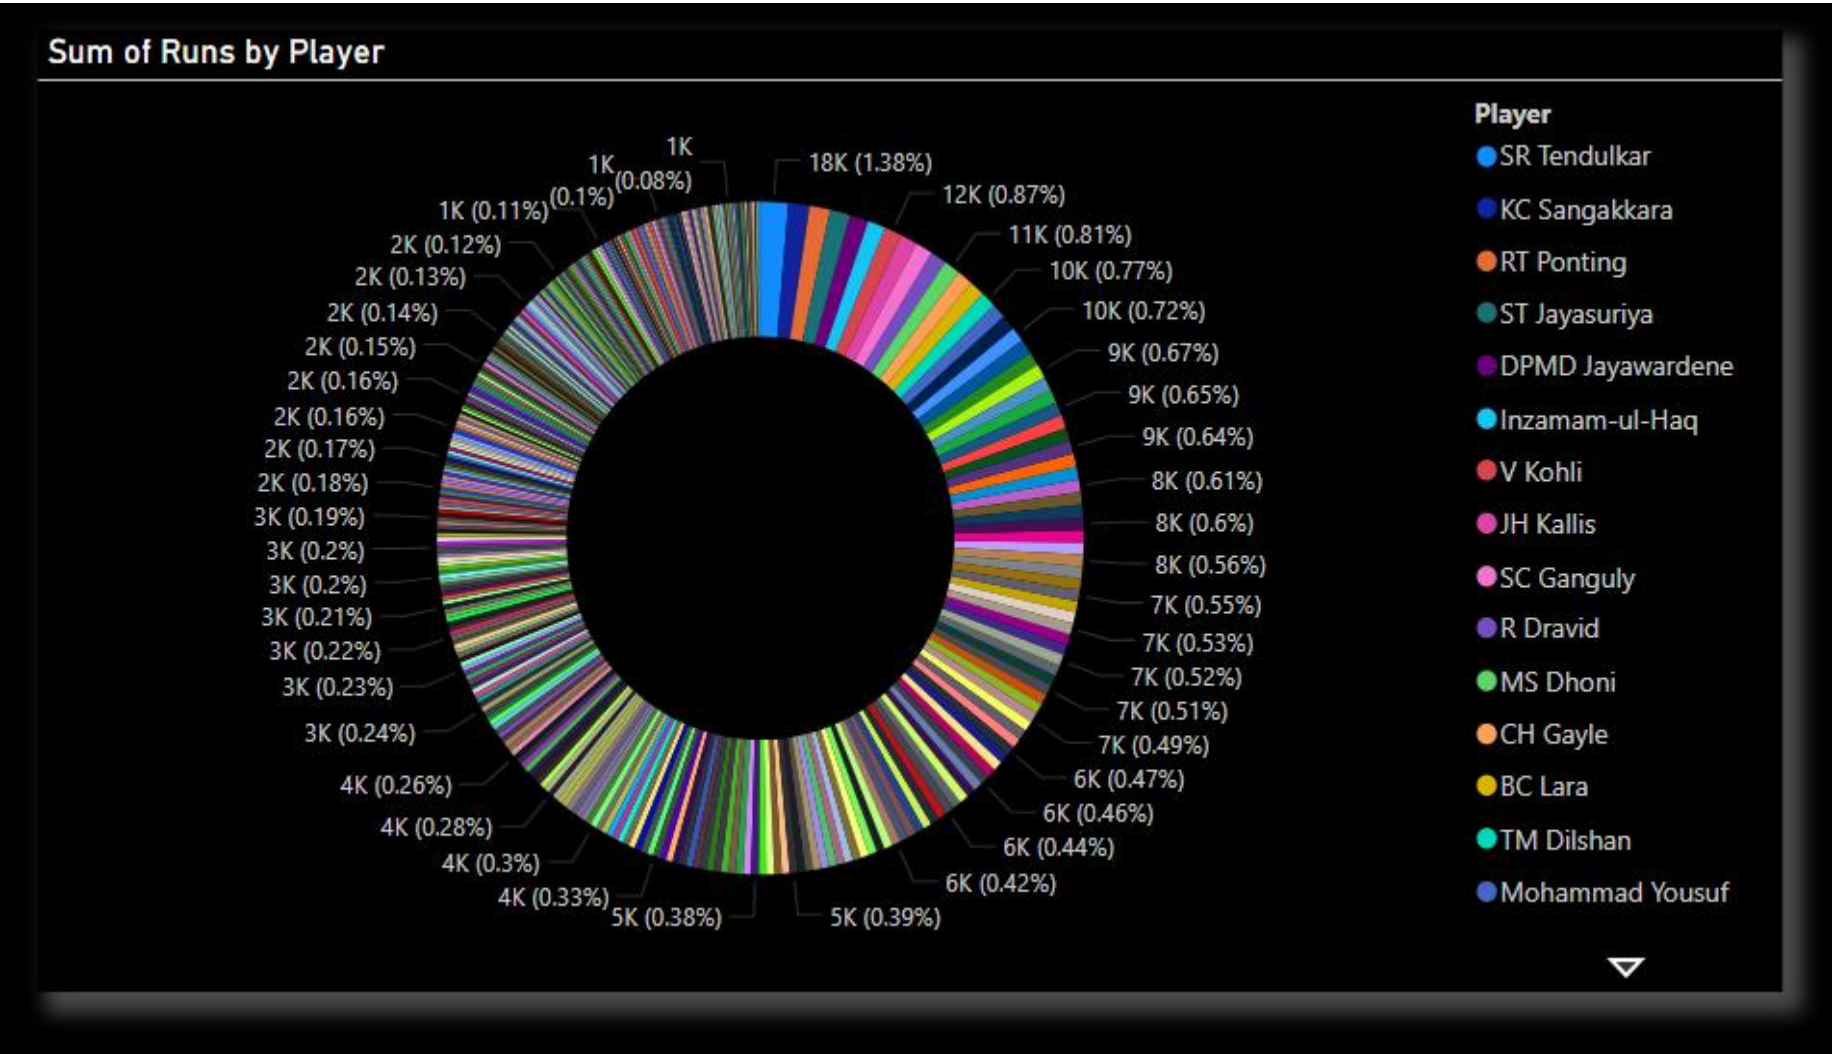 Sum of Runs by Player
Player
SR Tendulkar
KC Sangakkara
RT Ponting
ST Jayasuriya
DPMD Jayawardene
Inzamam-ul-Haq
V Kohli
JH Kallis
SC Ganguly
R Dravid
MS Dhoni
CH Gayle
BC Lara
TM Dilshan
Mohammad Yousuf
18K (1.38%)
12K (0.87%)
11K (0.81%)
10K (0.77%)
10K (0.72%)
9K (0.67%)
9K (0.65%)
9K (0.64%)
8K (0.61%)
8K (0.6%)
8K (0.56%)
7K (0.55%)
7K (0.53%)
7K (0.52%)
7K (0.51%)
7K (0.49%)
6K (0.47%)
6K (0.46%)
6K (0.44%)
6K (0.42%)
5K (0.39%)
5K (0.38%)
4K (0.33%)
4K (0.3%)
4K (0.28%)
4K (0.26%)
3K (0.24%)
3K (0.23%)
3K (0.22%)
3K (0.21%)
3K (0.2%)
3K (0.2%)
3K (0.19%)
2K (0.18%)
2K (0.17%)
2K (0.16%)
2K (0.16%)
2K (0.15%)
2K (0.14%)
2K (0.13%)
2K (0.12%)
1K (0.11%)
1K
(0.1%)
1K
(0.08%)